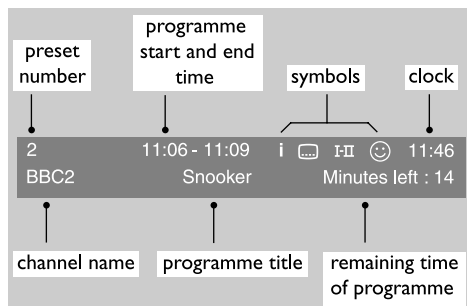 preset
number
programme
start and end
time
symbols
clock
2 11:06 - 11:09 i I-II 11:46
BBC2 Snooker Minutes left : 14
channel name
programme title
remaining time
of programme